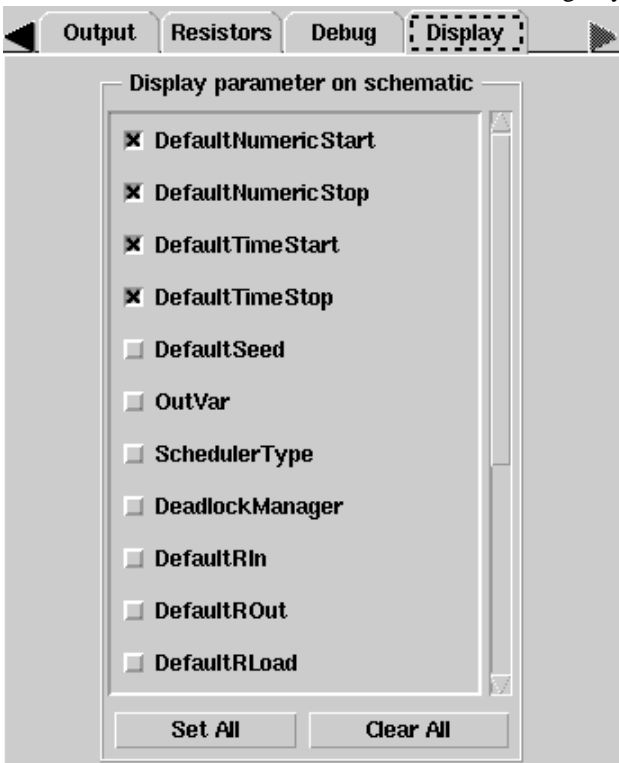 Output Resistors Debug Display
Display parameter on schematic
DefaultNumericStart
DefaultNumericStop
DefaultTimeStart
DefaultTimeStop
DefaultSeed
OutVar
SchedulerType
DeadlockManager
DefaultRIn
DefaultROut
DefaultRLoad
Set All Clear All